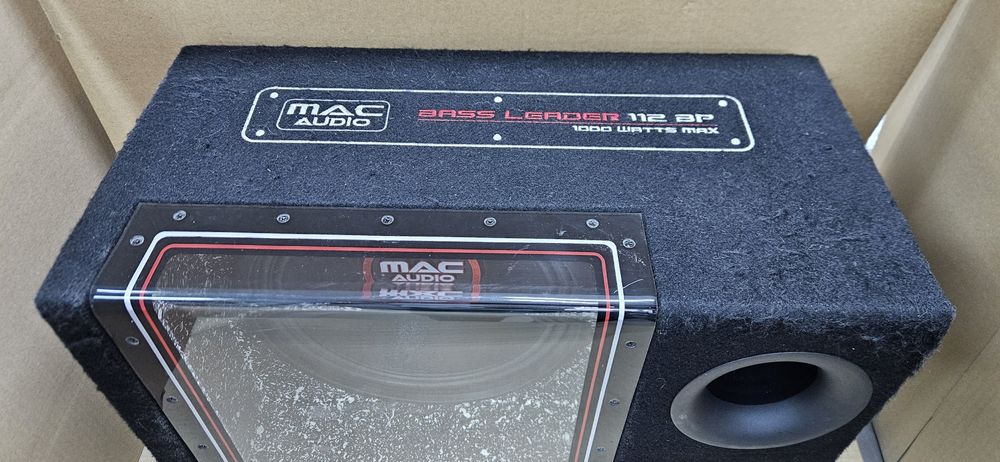 MAC
AUDIO
BASS LEADER 112 BP
1000 WATTS MAX
MAC
AUDIO